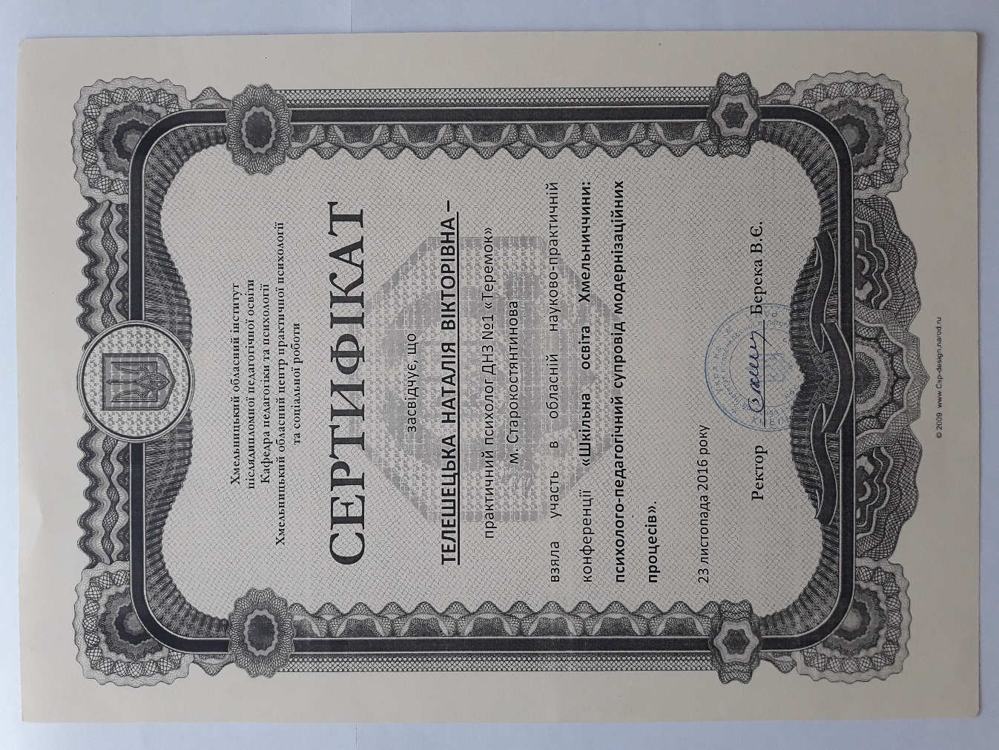 Хмельницький обласний інститут
післядипломної педагогічної освіти
Кафедра педагогіки та психології
Хмельницький обласний центр практичної психології
та соціальної роботи
СЕРТИФІКАТ
засвідчує, що
ТЕЛЕШЕЦЬКА НАТАЛІЯ ВІКТОРІВНА –
практичний психолог ДНЗ №1 «Теремок»
м. Старокостянтинова
взяла участь в обласній науково-практичній
конференції «Шкільна освіта Хмельниччини:
психолого-педагогічний супровід модернізаційних
процесів».
23 листопада 2016 року
Ректор Берека В.Є.
© 2009 www.Csp-design.narod.ru